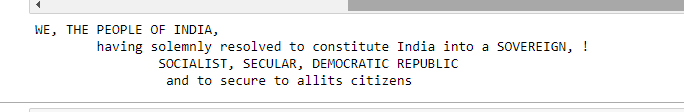 WE, THE PEOPLE OF INDIA,
having solemnly resolved to constitute India into a SOVEREIGN, !
SOCIALIST, SECULAR, DEMOCRATIC REPUBLIC
and to secure to allits citizens